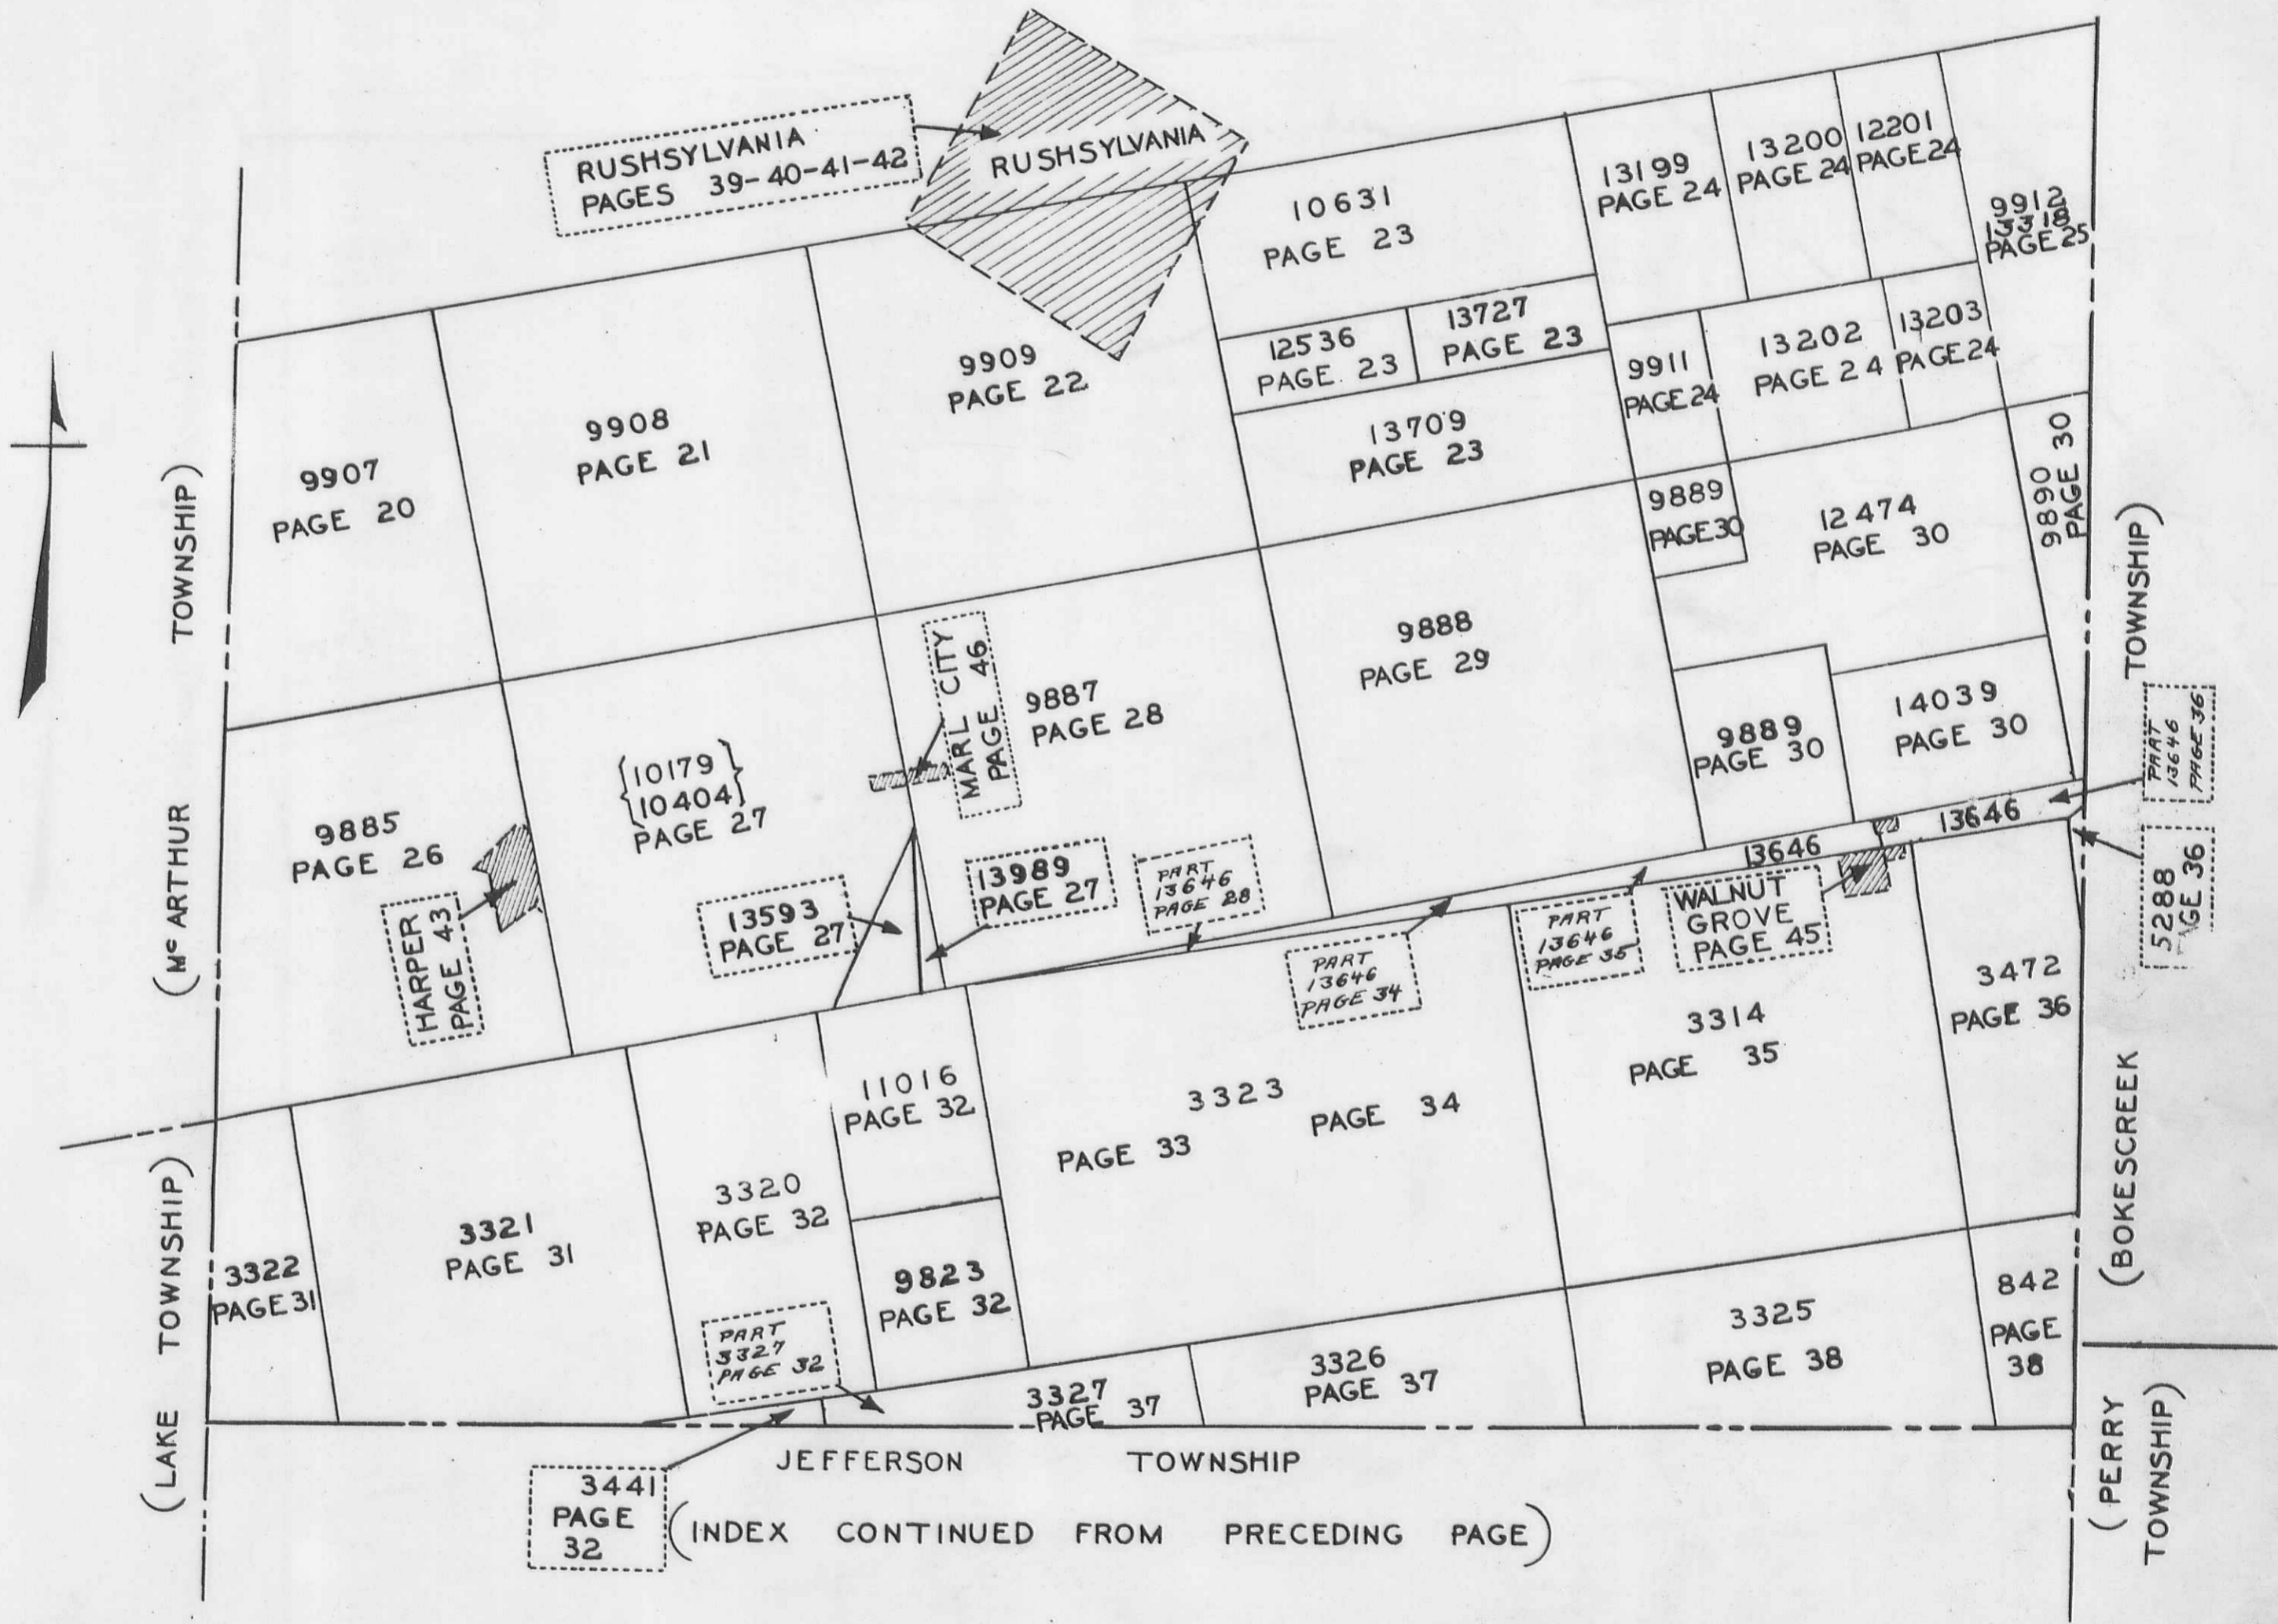 RUSHSYLVANIA
PAGES 39-40-41-42
RUSHSYLVANIA
10631
PAGE 23
13199
PAGE 24
13200
PAGE 24
12201
PAGE 24
9912
13318
PAGE 25
12536
PAGE 23
13727
PAGE 23
13709
PAGE 23
9911
PAGE 24
13202
PAGE 24
13203
PAGE 24
9909
PAGE 22
9908
PAGE 21
9907
PAGE 20
(Mc ARTHUR TOWNSHIP)
9889
PAGE 30
12474
PAGE 30
9890
PAGE 30
(BOKESCREEK TOWNSHIP)
9888
PAGE 29
MARL CITY
PAGE 46
9887
PAGE 28
9889
PAGE 30
14039
PAGE 30
PART
13646
PAGE 36
{10179}
{10404}
PAGE 27
9885
PAGE 26
HARPER
PAGE 43
13593
PAGE 27
13989
PAGE 27
PART
13646
PAGE 28
PART
13646
PAGE 34
PART
13646
PAGE 35
13646
13646
WALNUT
GROVE
PAGE 45
5288
AGE 36
3472
PAGE 36
3314
PAGE 35
11016
PAGE 32
3323
PAGE 33
PAGE 34
3320
PAGE 32
3321
PAGE 31
3322
PAGE 31
(LAKE TOWNSHIP)
9823
PAGE 32
PART
3327
PAGE 32
3327
PAGE 37
3326
PAGE 37
3325
PAGE 38
842
PAGE
38
(PERRY
TOWNSHIP)
JEFFERSON TOWNSHIP
3441
PAGE
32
(INDEX CONTINUED FROM PRECEDING PAGE)